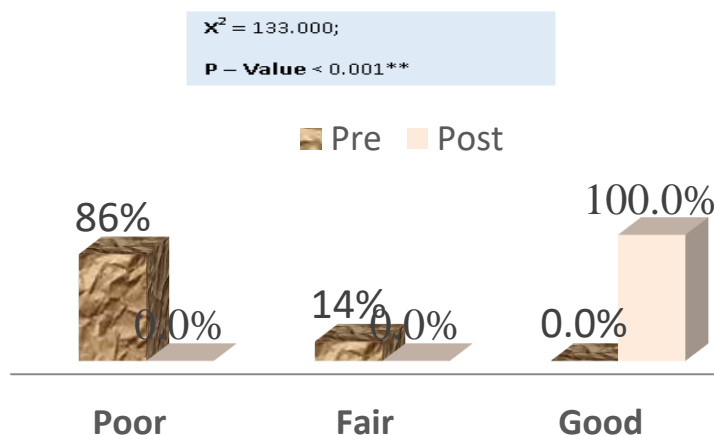 X² = 133.000;
P – Value < 0.001**
Pre Post
86% 0.0% 14% 0.0% 0.0% 100.0%
Poor Fair Good